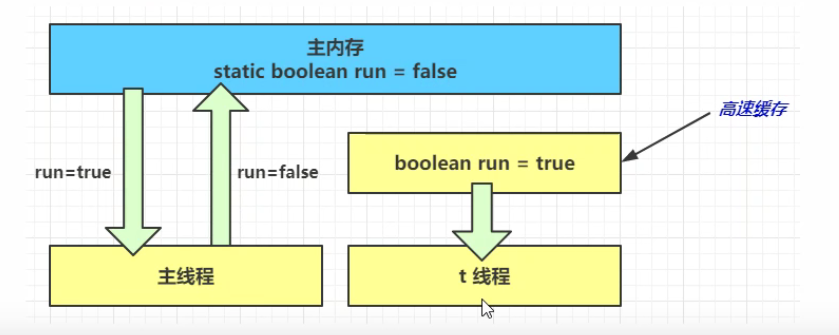 主内存
static boolean run = false
高速缓存
boolean run = true
run=true
run=false
主线程
t 线程